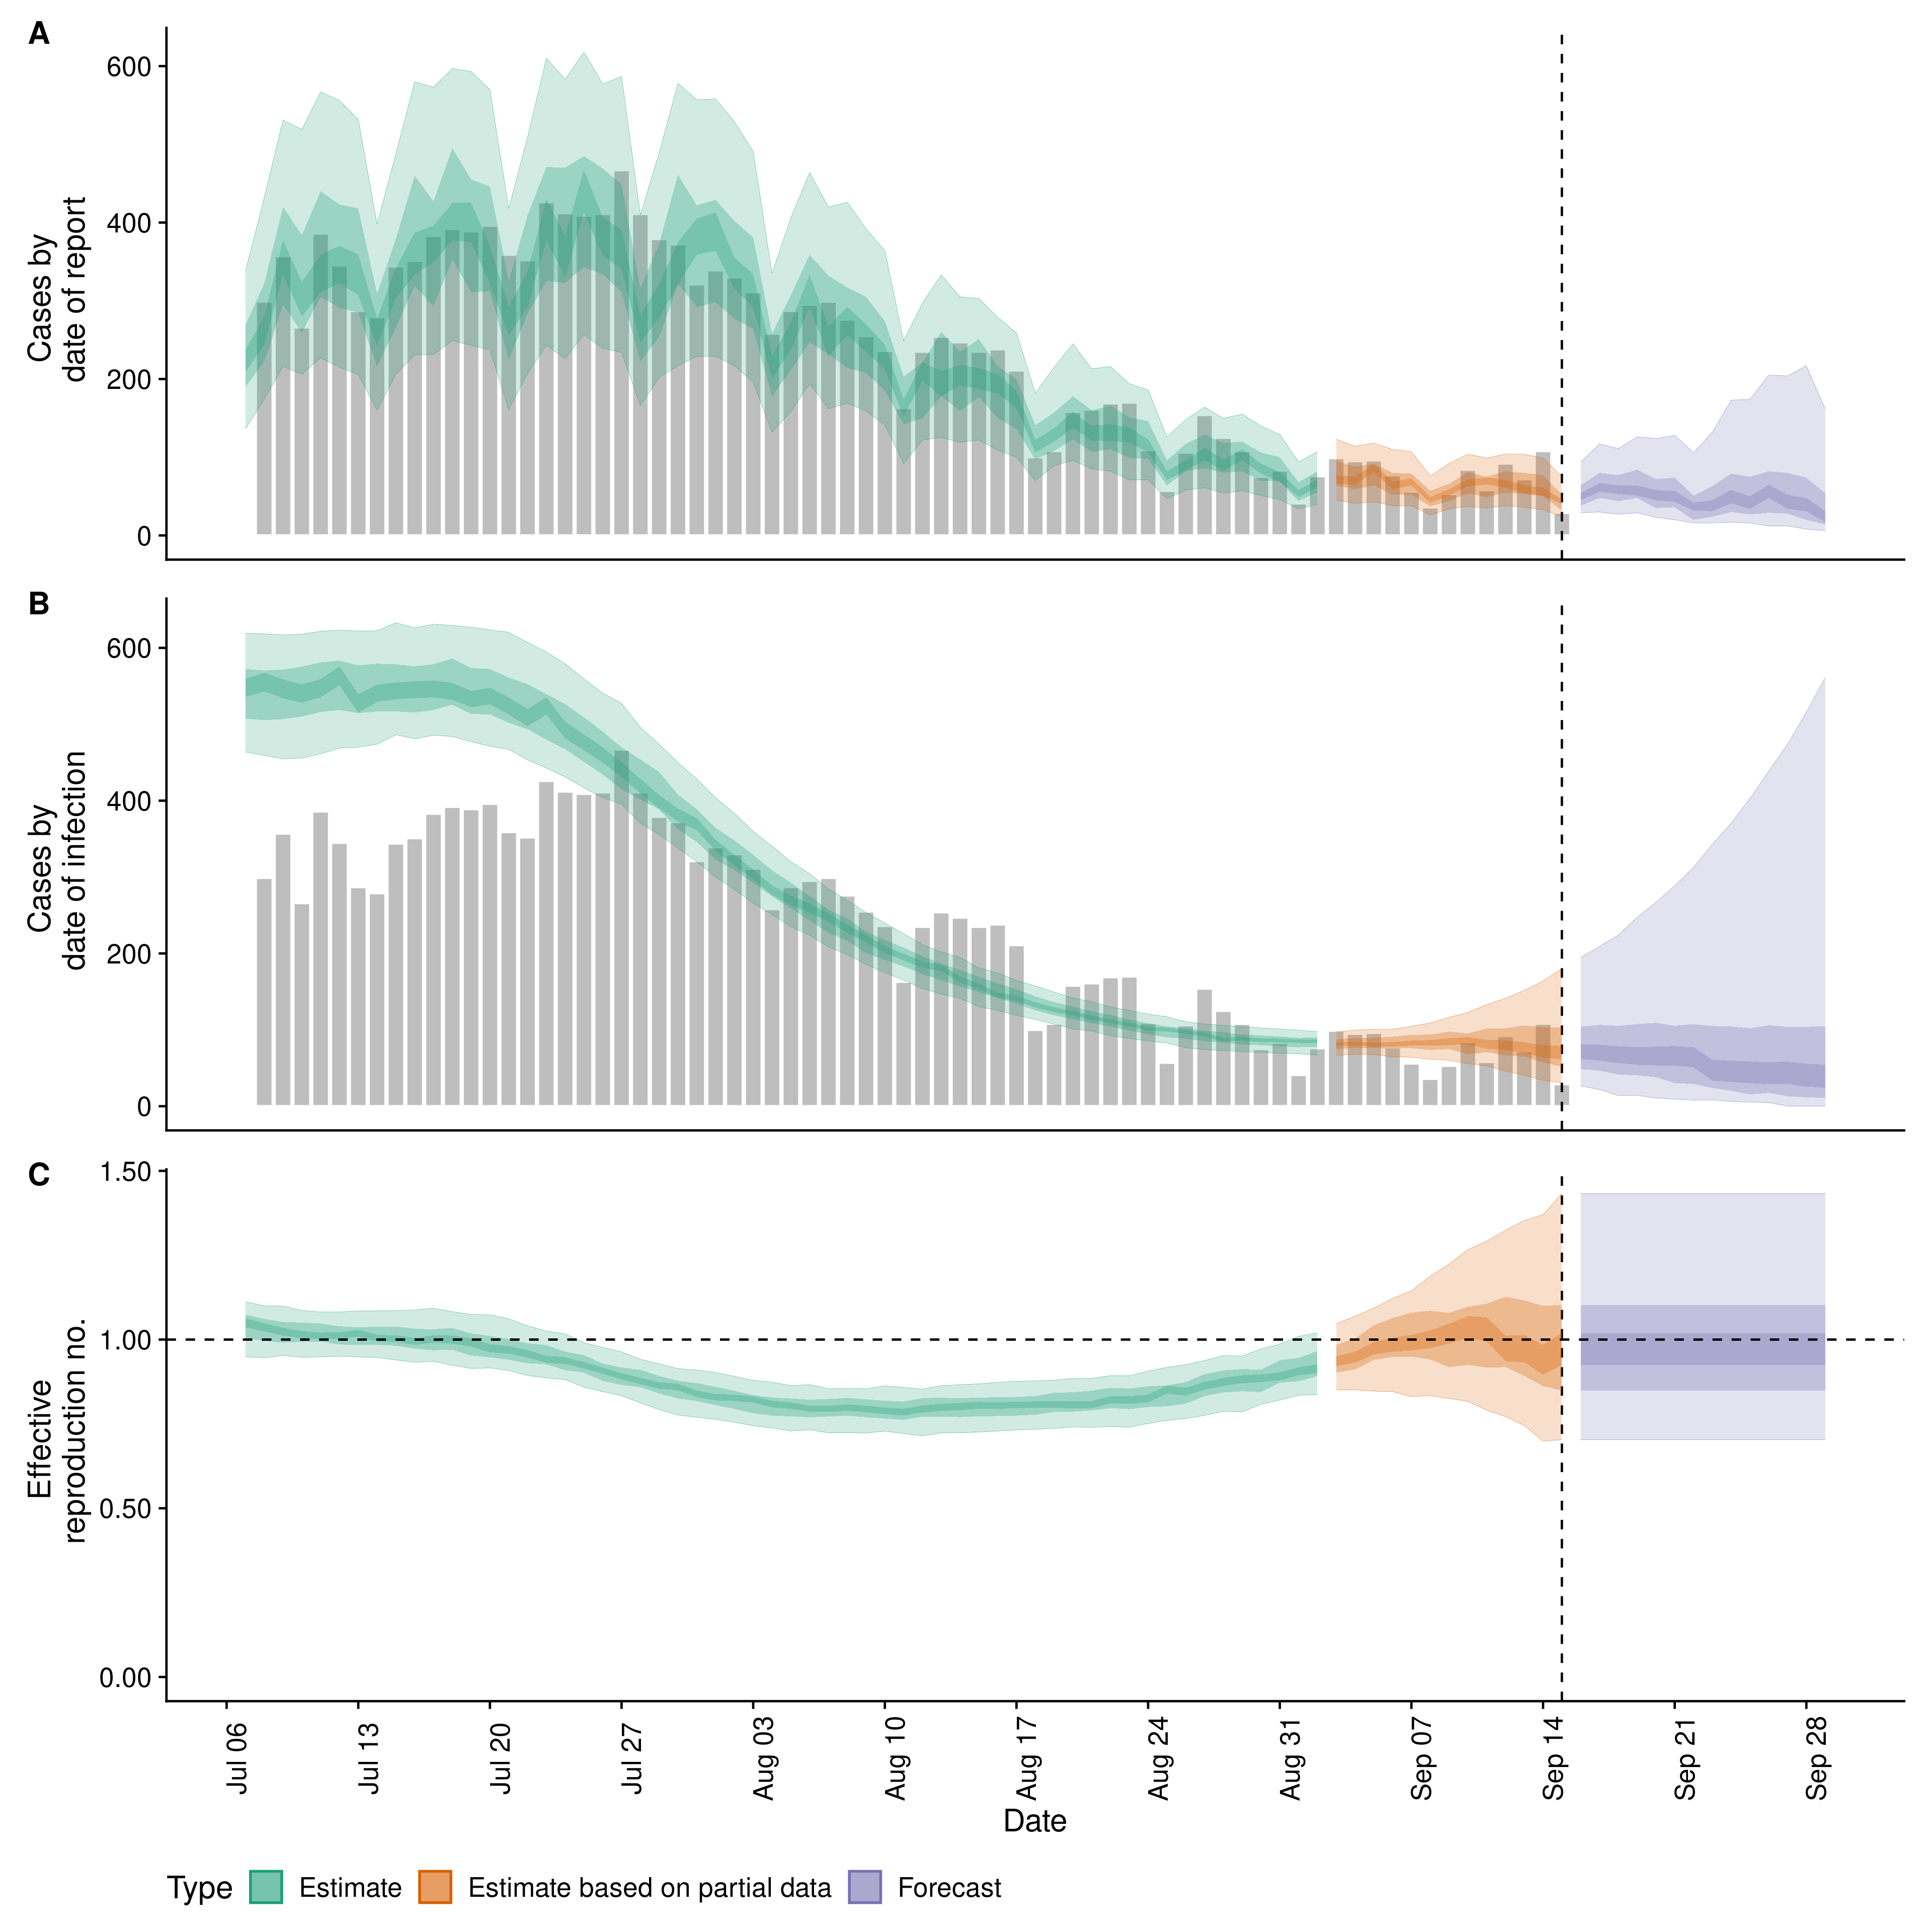 A
Cases by
date of report
600
400
200
0
B
Cases by
date of infection
600
400
200
0
C
Effective
reproduction no.
1.50
1.00
0.50
0.00
Jul 06
Jul 13
Jul 20
Jul 27
Aug 03
Aug 10
Aug 17
Aug 24
Aug 31
Sep 07
Sep 14
Sep 21
Sep 28
Date
Type Estimate Estimate based on partial data Forecast